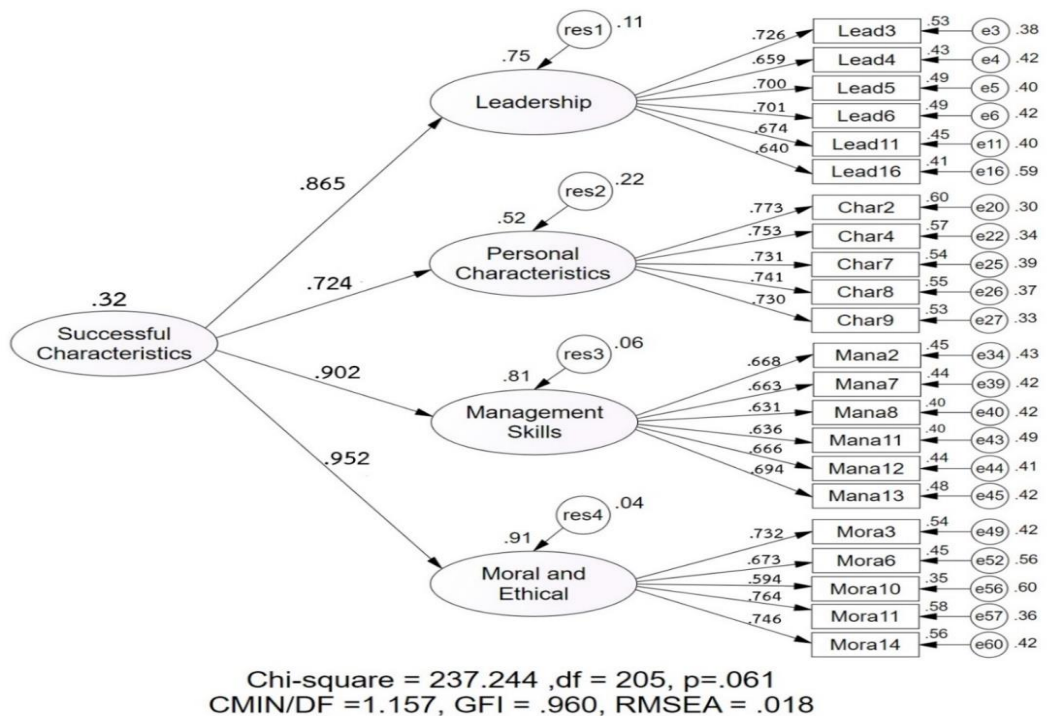 res1 .11
.75
Leadership
.726 Lead3 .53 e3 .38
.659 Lead4 .43 e4 .42
.700 Lead5 .49 e5 .40
.701 Lead6 .49 e6 .42
.674 Lead11 .45 e11 .40
.640 Lead16 .41 e16 .59
.865
res2 .22
.52
Personal
Characteristics
.773 Char2 .60 e20 .30
.753 Char4 .57 e22 .34
.731 Char7 .54 e25 .39
.741 Char8 .55 e26 .37
.730 Char9 .53 e27 .33
.724
.32
Successful
Characteristics
.902
res3 .06
.81
Management
Skills
.668 Mana2 .45 e34 .43
.663 Mana7 .44 e39 .42
.631 Mana8 .40 e40 .42
.636 Mana11 .40 e43 .49
.666 Mana12 .44 e44 .41
.694 Mana13 .48 e45 .42
.952
res4 .04
.91
Moral and
Ethical
.732 Mora3 .54 e49 .42
.673 Mora6 .45 e52 .56
.594 Mora10 .35 e56 .60
.764 Mora11 .58 e57 .36
.746 Mora14 .56 e60 .42
Chi-square = 237.244 ,df = 205, p=.061
CMIN/DF =1.157, GFI = .960, RMSEA = .018